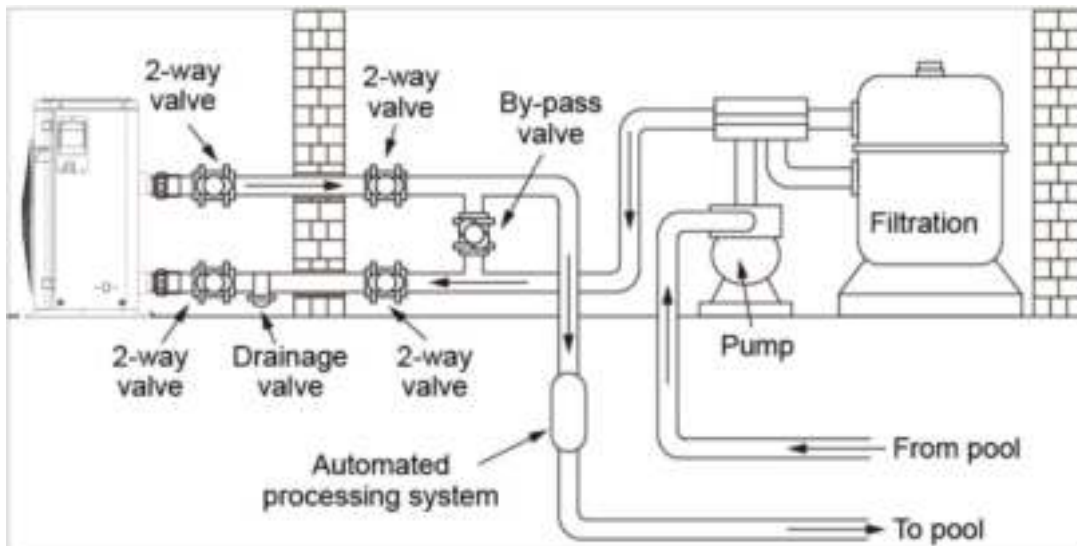 2-way
valve
2-way
valve
By-pass
valve
Filtration
2-way
valve
Drainage
valve
2-way
valve
Pump
Automated
processing system
From pool
To pool